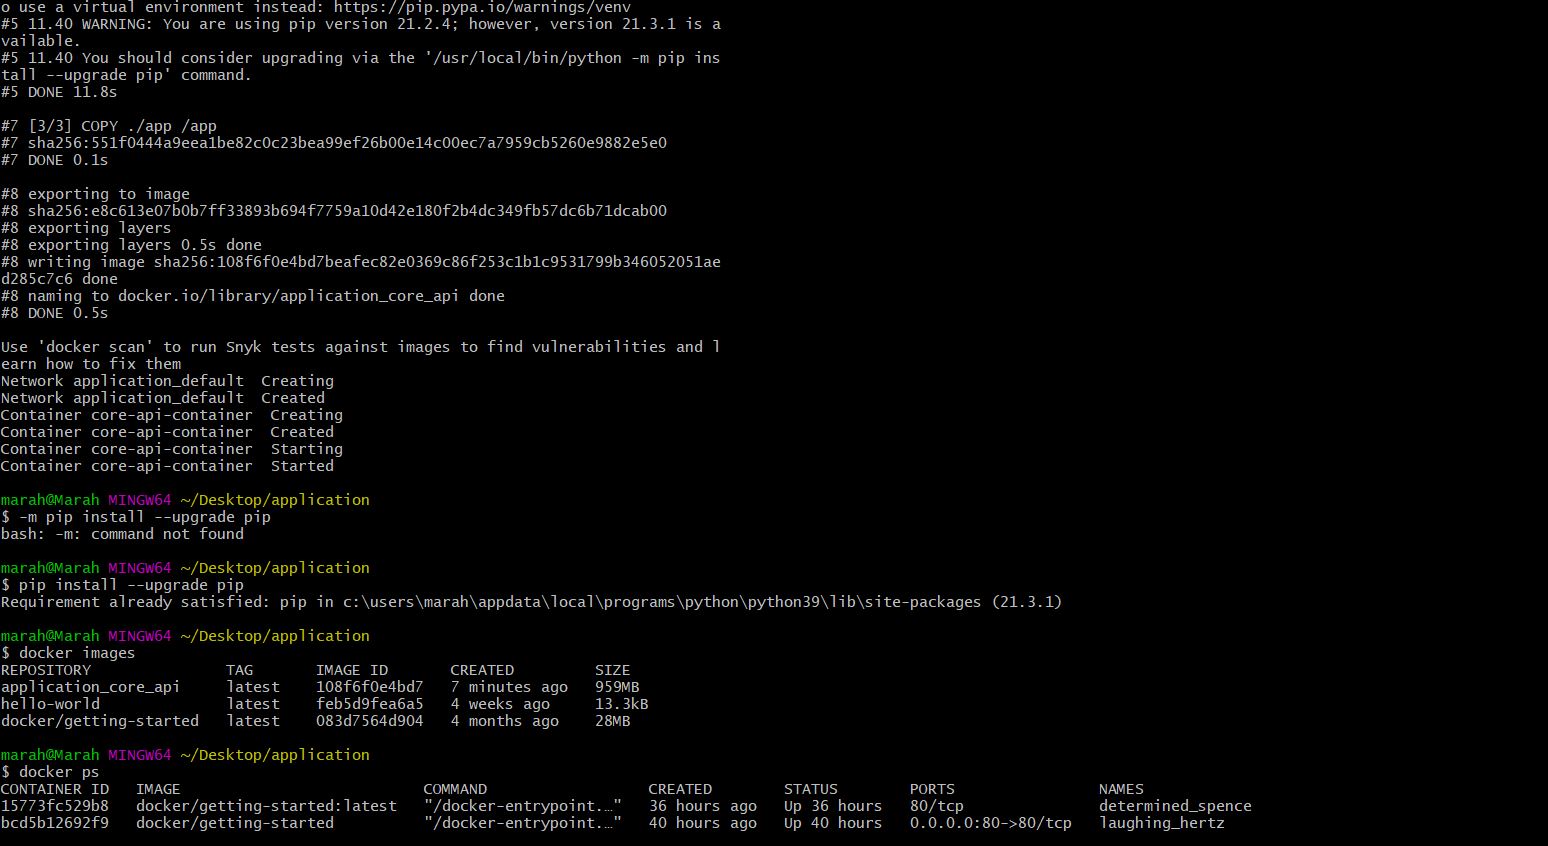 o use a virtual environment instead: https://pip.pypa.io/warnings/venv
#5 11.40 WARNING: You are using pip version 21.2.4; however, version 21.3.1 is a
vailable.
#5 11.40 You should consider upgrading via the '/usr/local/bin/python -m pip ins
tall --upgrade pip' command.
#5 DONE 11.8s

#7 [3/3] COPY ./app /app
#7 sha256:551f0444a9eea1be82c0c23bea99ef26b00e14c00ec7a7959cb5260e9882e5e0
#7 DONE 0.1s

#8 exporting to image
#8 sha256:e8c613e07b0b7ff33893b694f7759a10d42e180f2b4dc349fb57dc6b71dcab00
#8 exporting layers
#8 exporting layers 0.5s done
#8 writing image sha256:108f6f0e4bd7beafec82e0369c86f253c1b1c9531799b346052051ae
d285c7c6 done
#8 naming to docker.io/library/application_core_api done
#8 DONE 0.5s

Use 'docker scan' to run Snyk tests against images to find vulnerabilities and l
earn how to fix them
Network application_default  Creating
Network application_default  Created
Container core-api-container  Creating
Container core-api-container  Created
Container core-api-container  Starting
Container core-api-container  Started

marah@Marah MINGW64 ~/Desktop/application
$ -m pip install --upgrade pip
bash: -m: command not found

marah@Marah MINGW64 ~/Desktop/application
$ pip install --upgrade pip
Requirement already satisfied: pip in c:\users\marah\appdata\local\programs\python\python39\lib\site-packages (21.3.1)

marah@Marah MINGW64 ~/Desktop/application
$ docker images
REPOSITORY               TAG       IMAGE ID       CREATED         SIZE
application_core_api     latest    108f6f0e4bd7   7 minutes ago   959MB
hello-world              latest    feb5d9fea6a5   4 weeks ago     13.3kB
docker/getting-started   latest    083d7564d904   4 months ago    28MB

marah@Marah MINGW64 ~/Desktop/application
$ docker ps
CONTAINER ID   IMAGE                           COMMAND                  CREATED        STATUS        PORTS                NAMES
15773fc529b8   docker/getting-started:latest   "/docker-entrypoint.…"   36 hours ago   Up 36 hours   80/tcp               determined_spence
bcd5b12692f9   docker/getting-started          "/docker-entrypoint.…"   40 hours ago   Up 40 hours   0.0.0.0:80->80/tcp   laughing_hertz